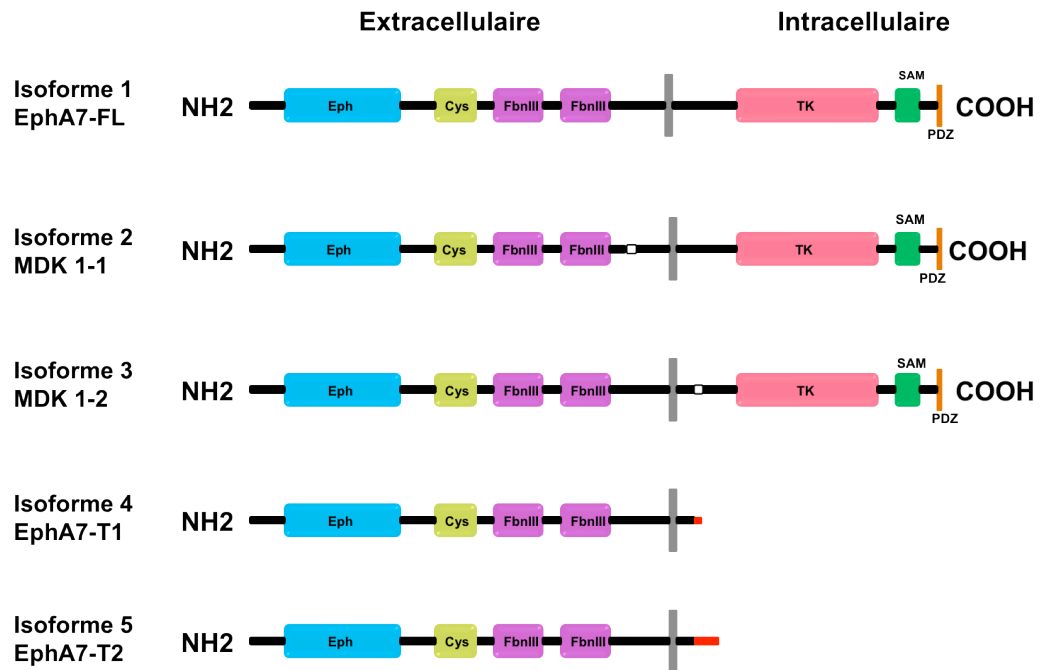 Extracellulaire Intracellulaire
Isoforme 1
EphA7-FL
NH2 Eph Cys FbnIII FbnIII TK SAM PDZ COOH
Isoforme 2
MDK 1-1
NH2 Eph Cys FbnIII FbnIII TK SAM PDZ COOH
Isoforme 3
MDK 1-2
NH2 Eph Cys FbnIII FbnIII TK SAM PDZ COOH
Isoforme 4
EphA7-T1
NH2 Eph Cys FbnIII FbnIII
Isoforme 5
EphA7-T2
NH2 Eph Cys FbnIII FbnIII